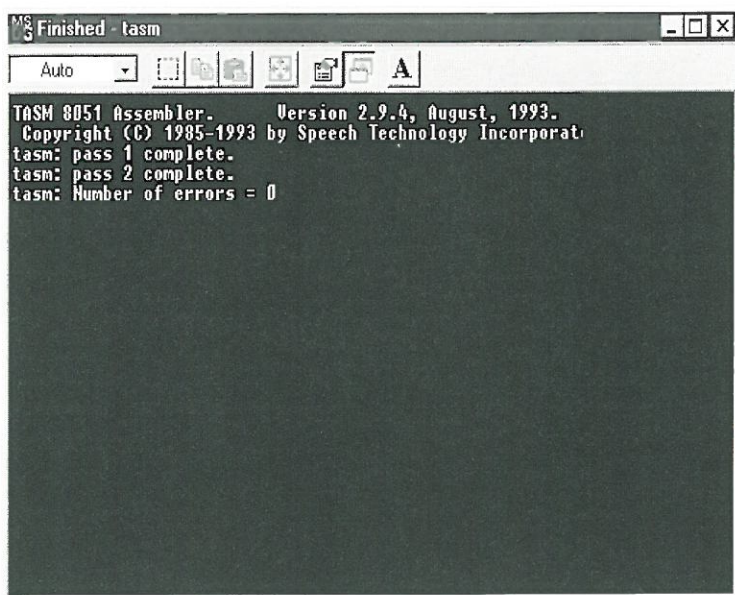 Finished - tasm
Auto
A
TASM 8051 Assembler. Version 2.9.4, August, 1993.
Copyright (C) 1985-1993 by Speech Technology Incorporat
tasm: pass 1 complete.
tasm: pass 2 complete.
tasm: Number of errors = 0